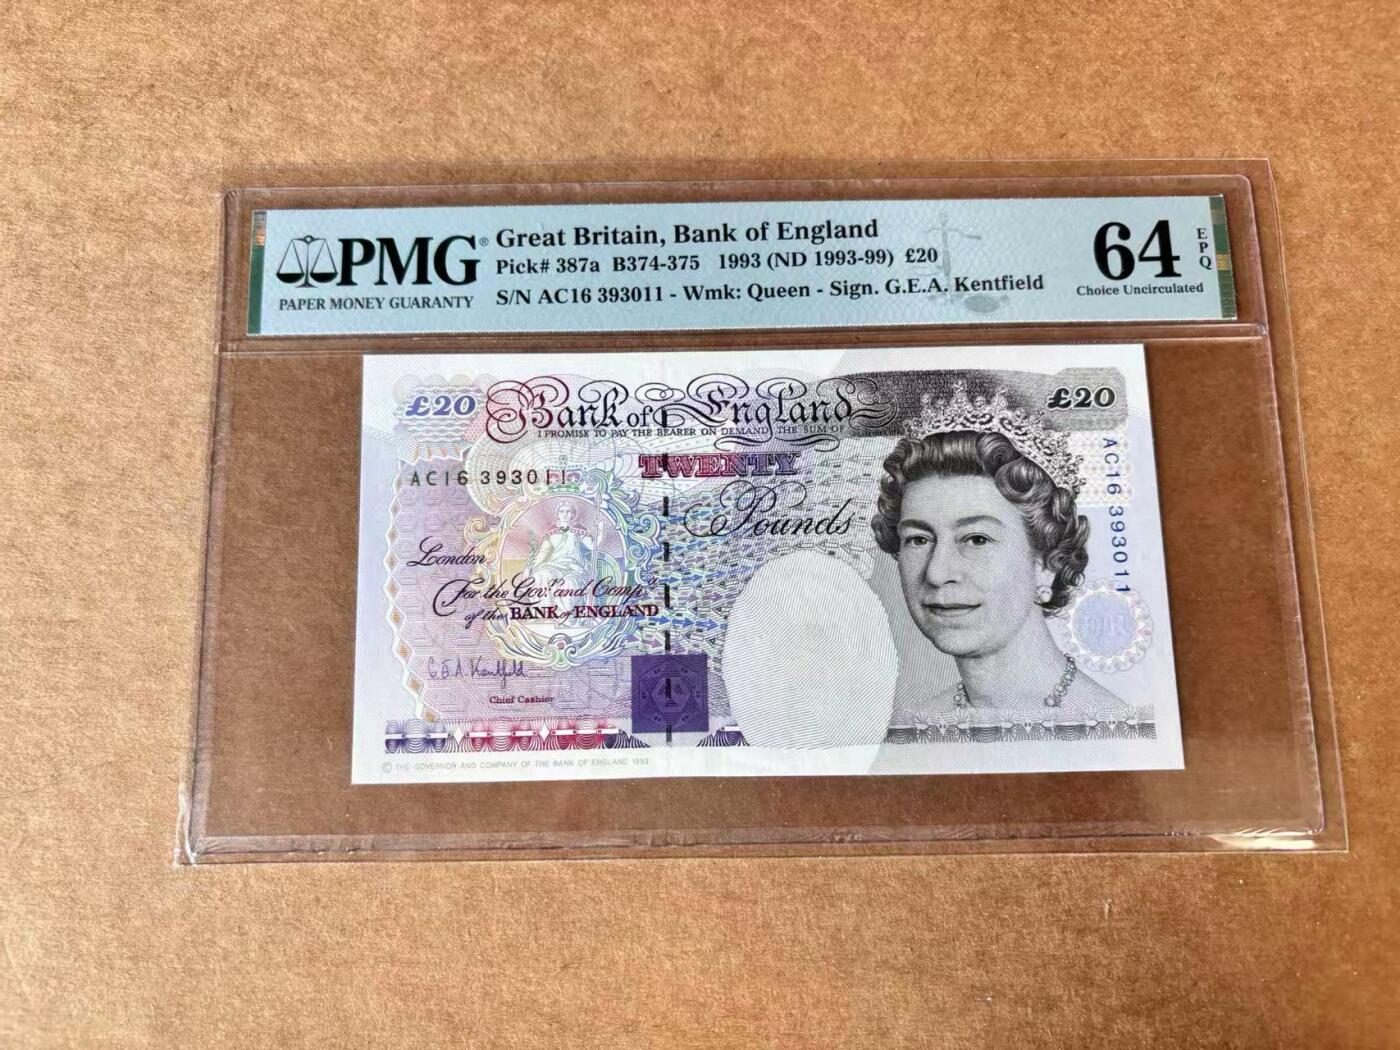 PMG®
PAPER MONEY GUARANTY
Great Britain, Bank of England
Pick# 387a B374-375 1993 (ND 1993-99) £20
S/N AC16 393011 - Wmk: Queen - Sign. G.E.A. Kentfield
64
EPQ
Choice Uncirculated
£20
Bank of England
£20
I PROMISE TO PAY THE BEARER ON DEMAND THE SUM OF
TWENTY
AC16 393011
Pounds
AC16 393011
London
For the Govr. and Compa.
of the BANK of ENGLAND
G E A Kentfield
Chief Cashier
© THE GOVERNOR AND COMPANY OF THE BANK OF ENGLAND 1993